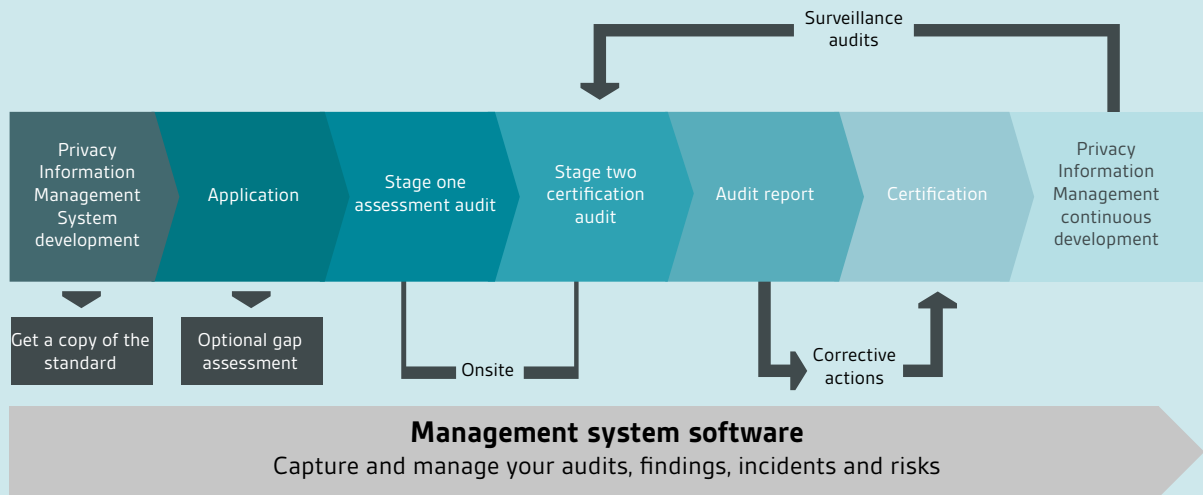 Surveillance
audits
Privacy
Information
Management
System
development
Application
Stage one
assessment audit
Stage two
certification
audit
Audit report
Certification
Privacy
Information
Management
continuous
development
Get a copy of the
standard
Optional gap
assessment
Onsite
Corrective
actions
Management system software
Capture and manage your audits, findings, incidents and risks